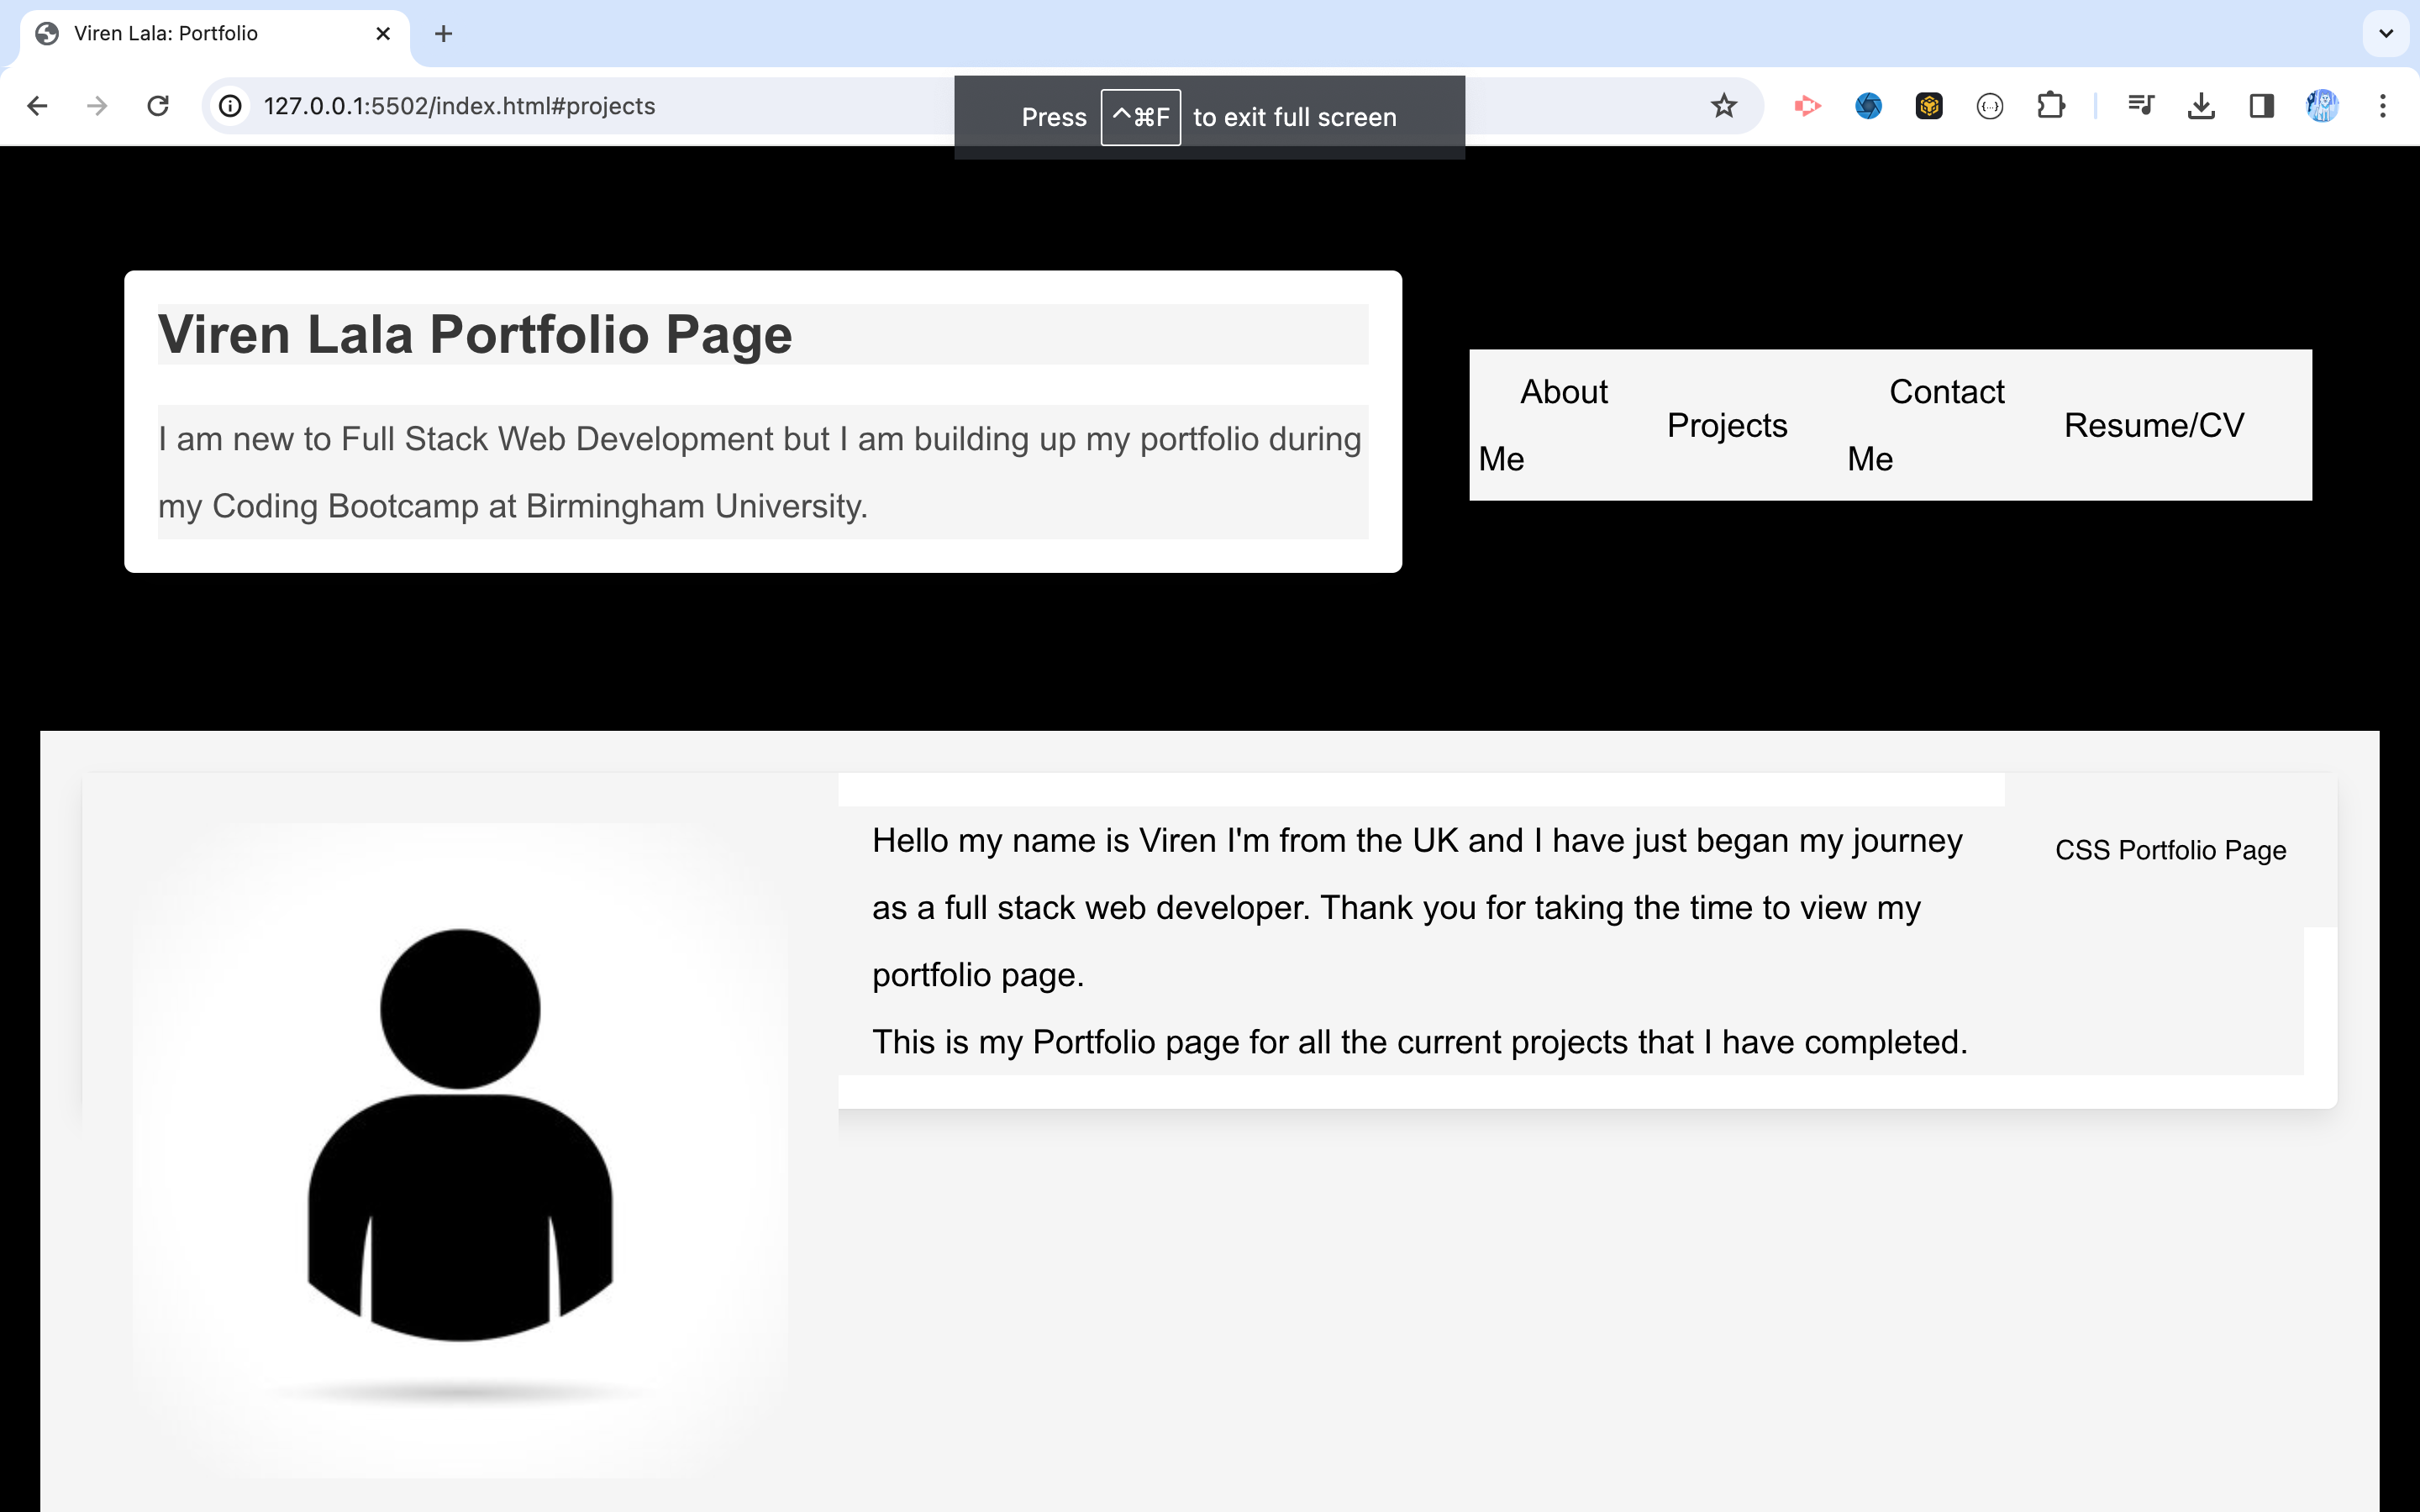 Viren Lala: Portfolio
127.0.0.1:5502/index.html#projects
Press ^⌘F to exit full screen
Viren Lala Portfolio Page
I am new to Full Stack Web Development but I am building up my portfolio during
my Coding Bootcamp at Birmingham University.
About
Me
Projects
Contact
Me
Resume/CV
Hello my name is Viren I'm from the UK and I have just began my journey
as a full stack web developer. Thank you for taking the time to view my
portfolio page.
This is my Portfolio page for all the current projects that I have completed.
CSS Portfolio Page